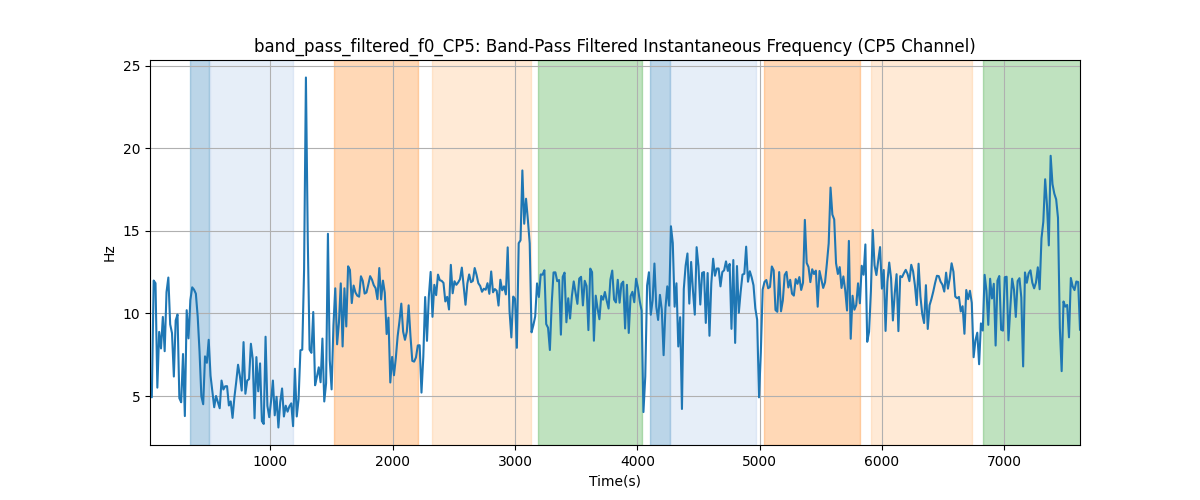 band_pass_filtered_f0_CP5: Band-Pass Filtered Instantaneous Frequency (CP5 Channel)
25
20
15
10
5
Hz
1000 2000 3000 4000 5000 6000 7000
Time(s)